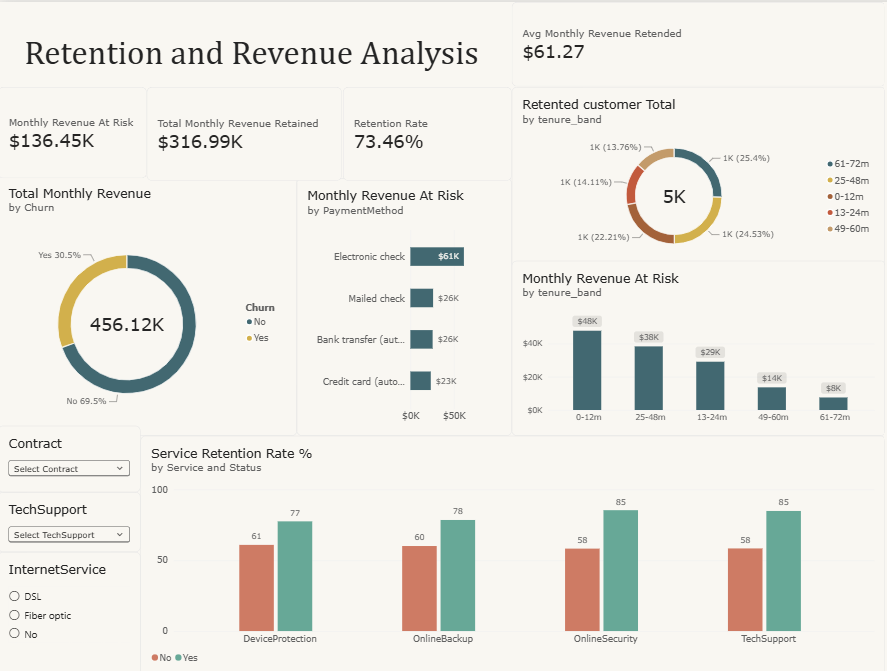 Retention and Revenue Analysis
Avg Monthly Revenue Retended
$61.27
Monthly Revenue At Risk
$136.45K
Total Monthly Revenue Retained
$316.99K
Retention Rate
73.46%
Retented customer Total
by tenure_band
1K (13.76%)
1K (25.4%)
1K (14.11%)
5K
1K (22.21%)
1K (24.53%)
61-72m
25-48m
0-12m
13-24m
49-60m
Total Monthly Revenue
by Churn
Yes 30.5%
456.12K
No 69.5%
Churn
No
Yes
Monthly Revenue At Risk
by PaymentMethod
Electronic check $61K
Mailed check $26K
Bank transfer (aut... $26K
Credit card (auto... $23K
$0K $50K
Monthly Revenue At Risk
by tenure_band
$40K
$20K
$0K
$48K
$38K
$29K
$14K
$8K
0-12m 25-48m 13-24m 49-60m 61-72m
Contract
Select Contract
TechSupport
Select TechSupport
InternetService
DSL
Fiber optic
No
Service Retention Rate %
by Service and Status
100
50
0
61 77 60 78 58 85 58 85
DeviceProtection OnlineBackup OnlineSecurity TechSupport
No Yes